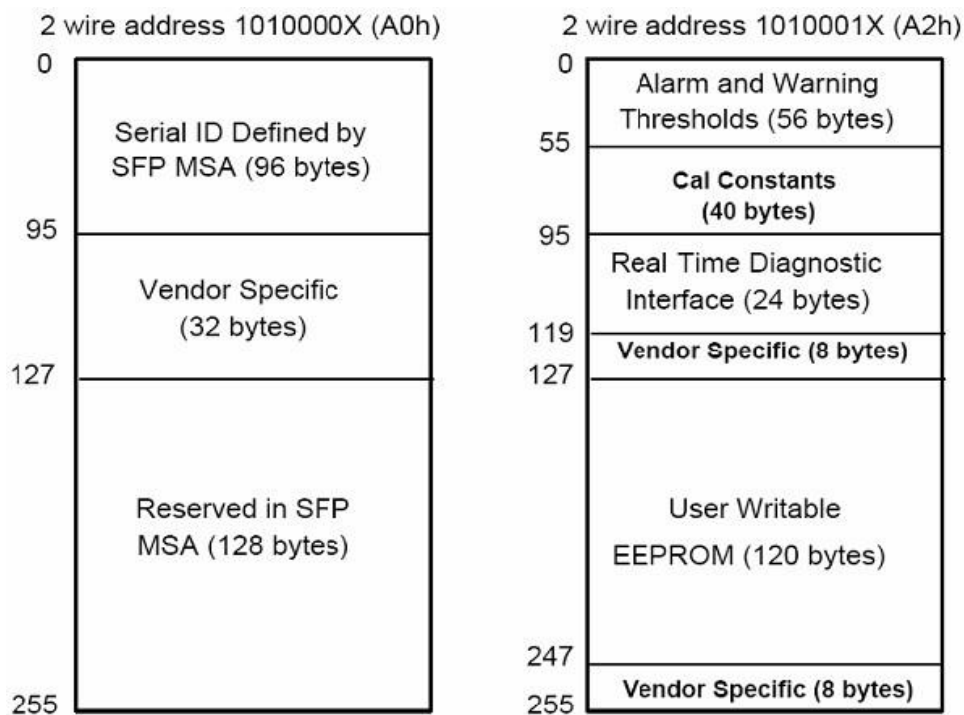 2 wire address 1010000X (A0h)
0
Serial ID Defined by
SFP MSA (96 bytes)
95
Vendor Specific
(32 bytes)
127
Reserved in SFP
MSA (128 bytes)
255
2 wire address 1010001X (A2h)
0
Alarm and Warning
Thresholds (56 bytes)
55
Cal Constants
(40 bytes)
95
Real Time Diagnostic
Interface (24 bytes)
119
Vendor Specific (8 bytes)
127
User Writable
EEPROM (120 bytes)
247
Vendor Specific (8 bytes)
255